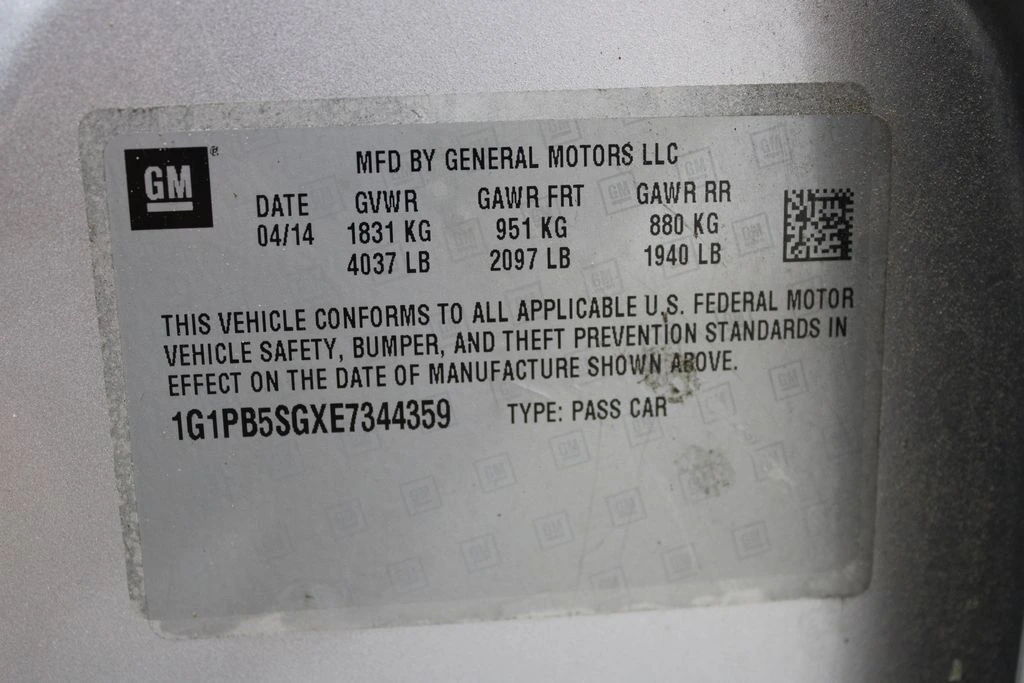 GM ®
MFD BY GENERAL MOTORS LLC
DATE GVWR GAWR FRT GAWR RR
04/14 1831 KG 951 KG 880 KG
4037 LB 2097 LB 1940 LB
THIS VEHICLE CONFORMS TO ALL APPLICABLE U.S. FEDERAL MOTOR
VEHICLE SAFETY, BUMPER, AND THEFT PREVENTION STANDARDS IN
EFFECT ON THE DATE OF MANUFACTURE SHOWN ABOVE.
1G1PB5SGXE7344359 TYPE: PASS CAR